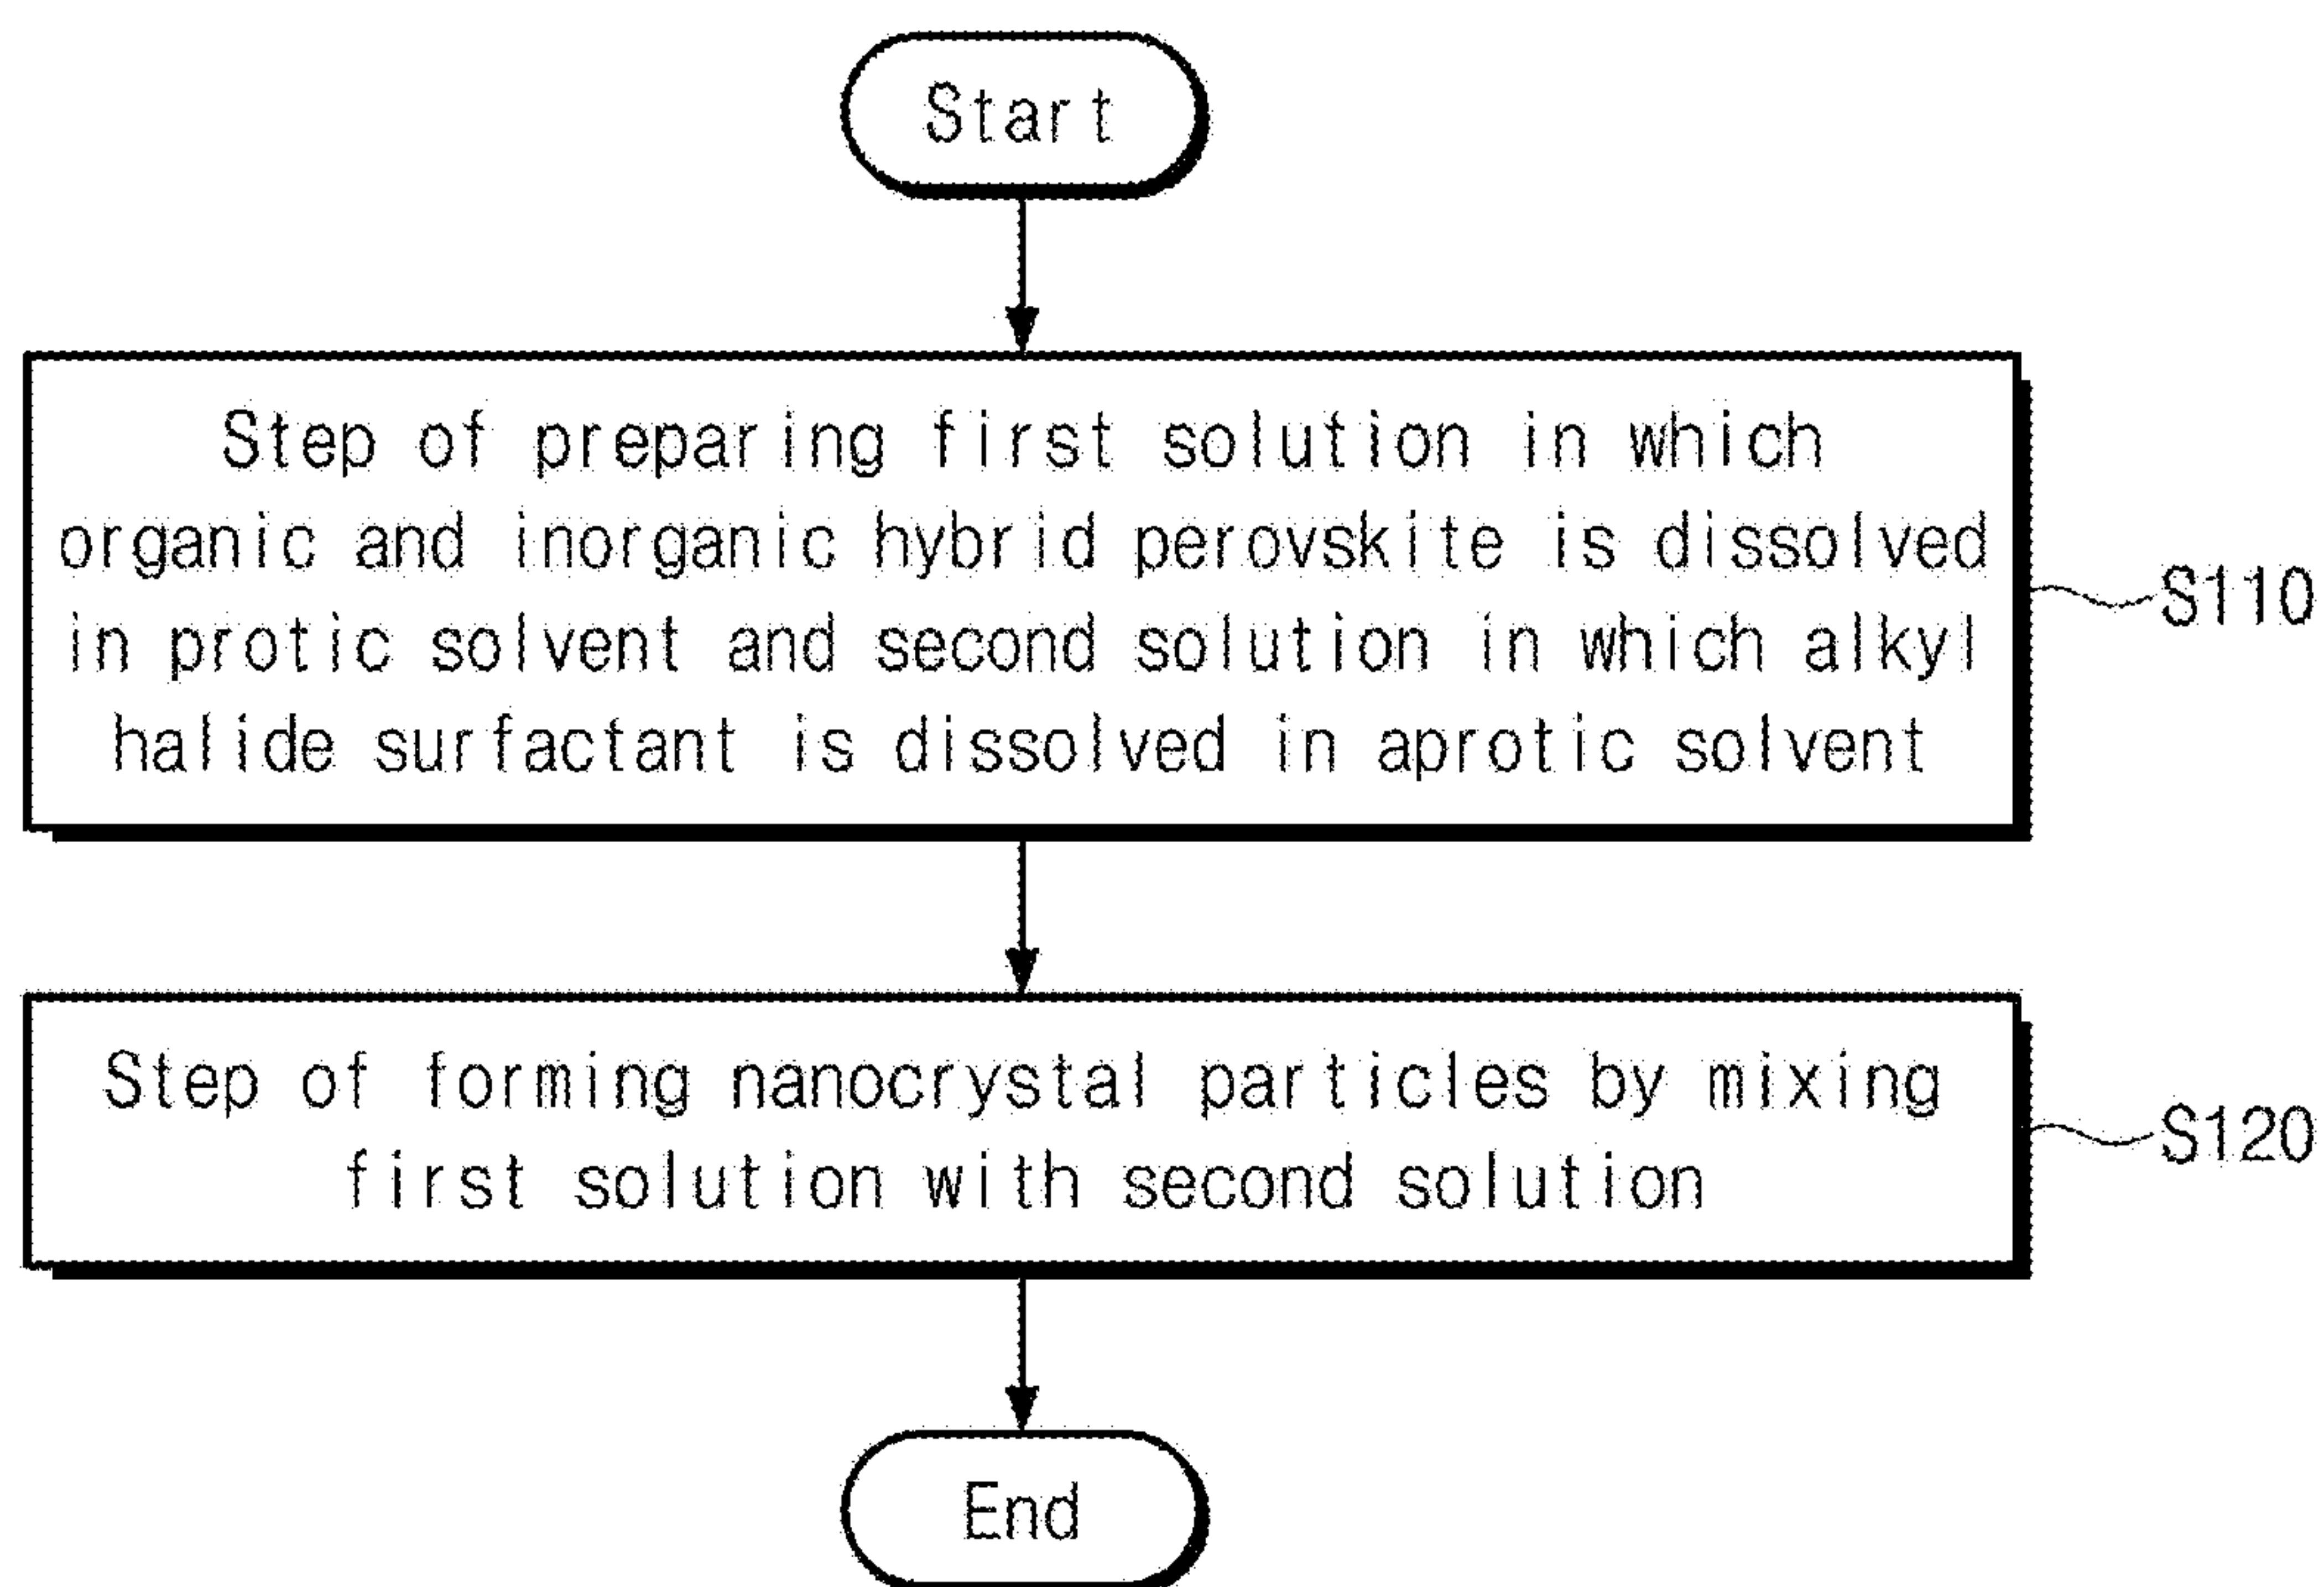 Start
Step of preparing first solution in which
organic and inorganic hybrid perovskite is dissolved
in protic solvent and second solution in which alkyl
halide surfactant is dissolved in aprotic solvent
S110
Step of forming nanocrystal particles by mixing
first solution with second solution
S120
End